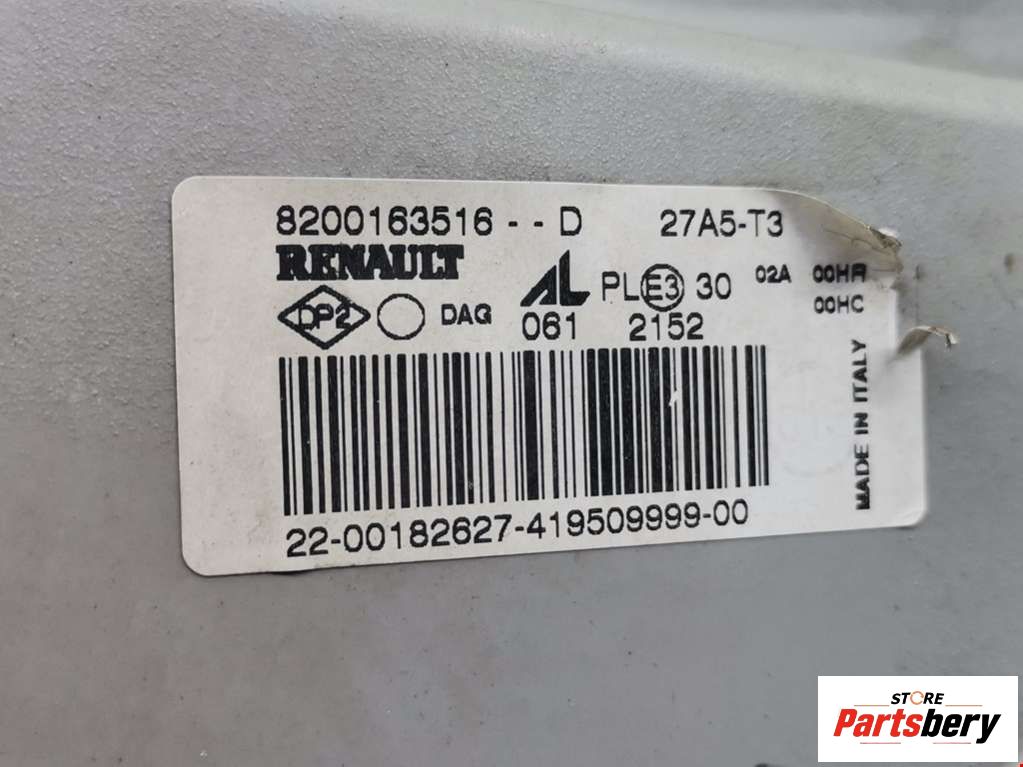 8200163516 - - D 27A5-T3
RENAULT
DP2 DAG AL PL E3 30 02A 00HR
061 2152 00HC
MADE IN ITALY
22-00182627-419509999-00
STORE
Partsbery